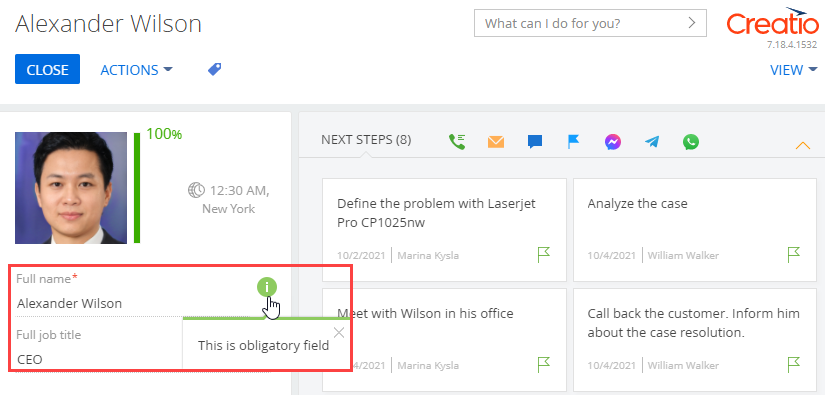 Alexander Wilson
What can I do for you?
Creatio
7.18.4.1532
CLOSE
ACTIONS
VIEW
100%
12:30 AM,
New York
Full name*
i
Alexander Wilson
Full job title
This is obligatory field
CEO
NEXT STEPS (8)
Define the problem with Laserjet
Pro CP1025nw
10/2/2021 Marina Kysla
Analyze the case
10/4/2021 William Walker
Meet with Wilson in his office
4/2021 Marina Kysla
Call back the customer. Inform him
about the case resolution.
10/4/2021 William Walker